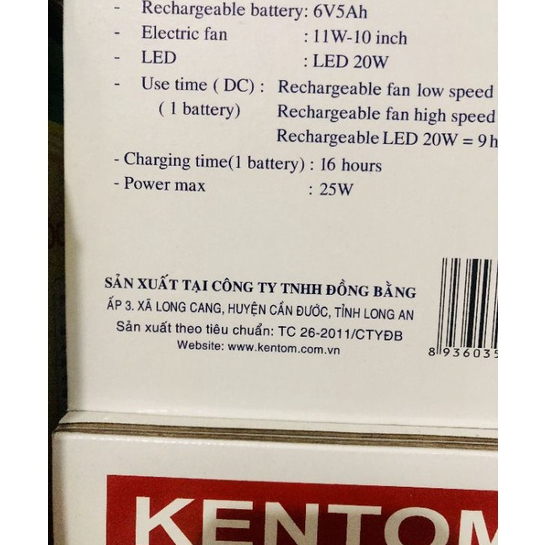 - Rechargeable battery: 6V5Ah
- Electric fan : 11W-10 inch
- LED : LED 20W
- Use time ( DC) : Rechargeable fan low speed
( 1 battery) Rechargeable fan high speed
Rechargeable LED 20W = 9h
- Charging time(1 battery) : 16 hours
- Power max : 25W
SẢN XUẤT TẠI CÔNG TY TNHH ĐỒNG BẰNG
ẤP 3. XÃ LONG CANG, HUYỆN CẦN ĐƯỚC, TỈNH LONG AN
Sản xuất theo tiêu chuẩn: TC 26-2011/CTYĐB
Website: www.kentom.com.vn
8 936035
KENTOM